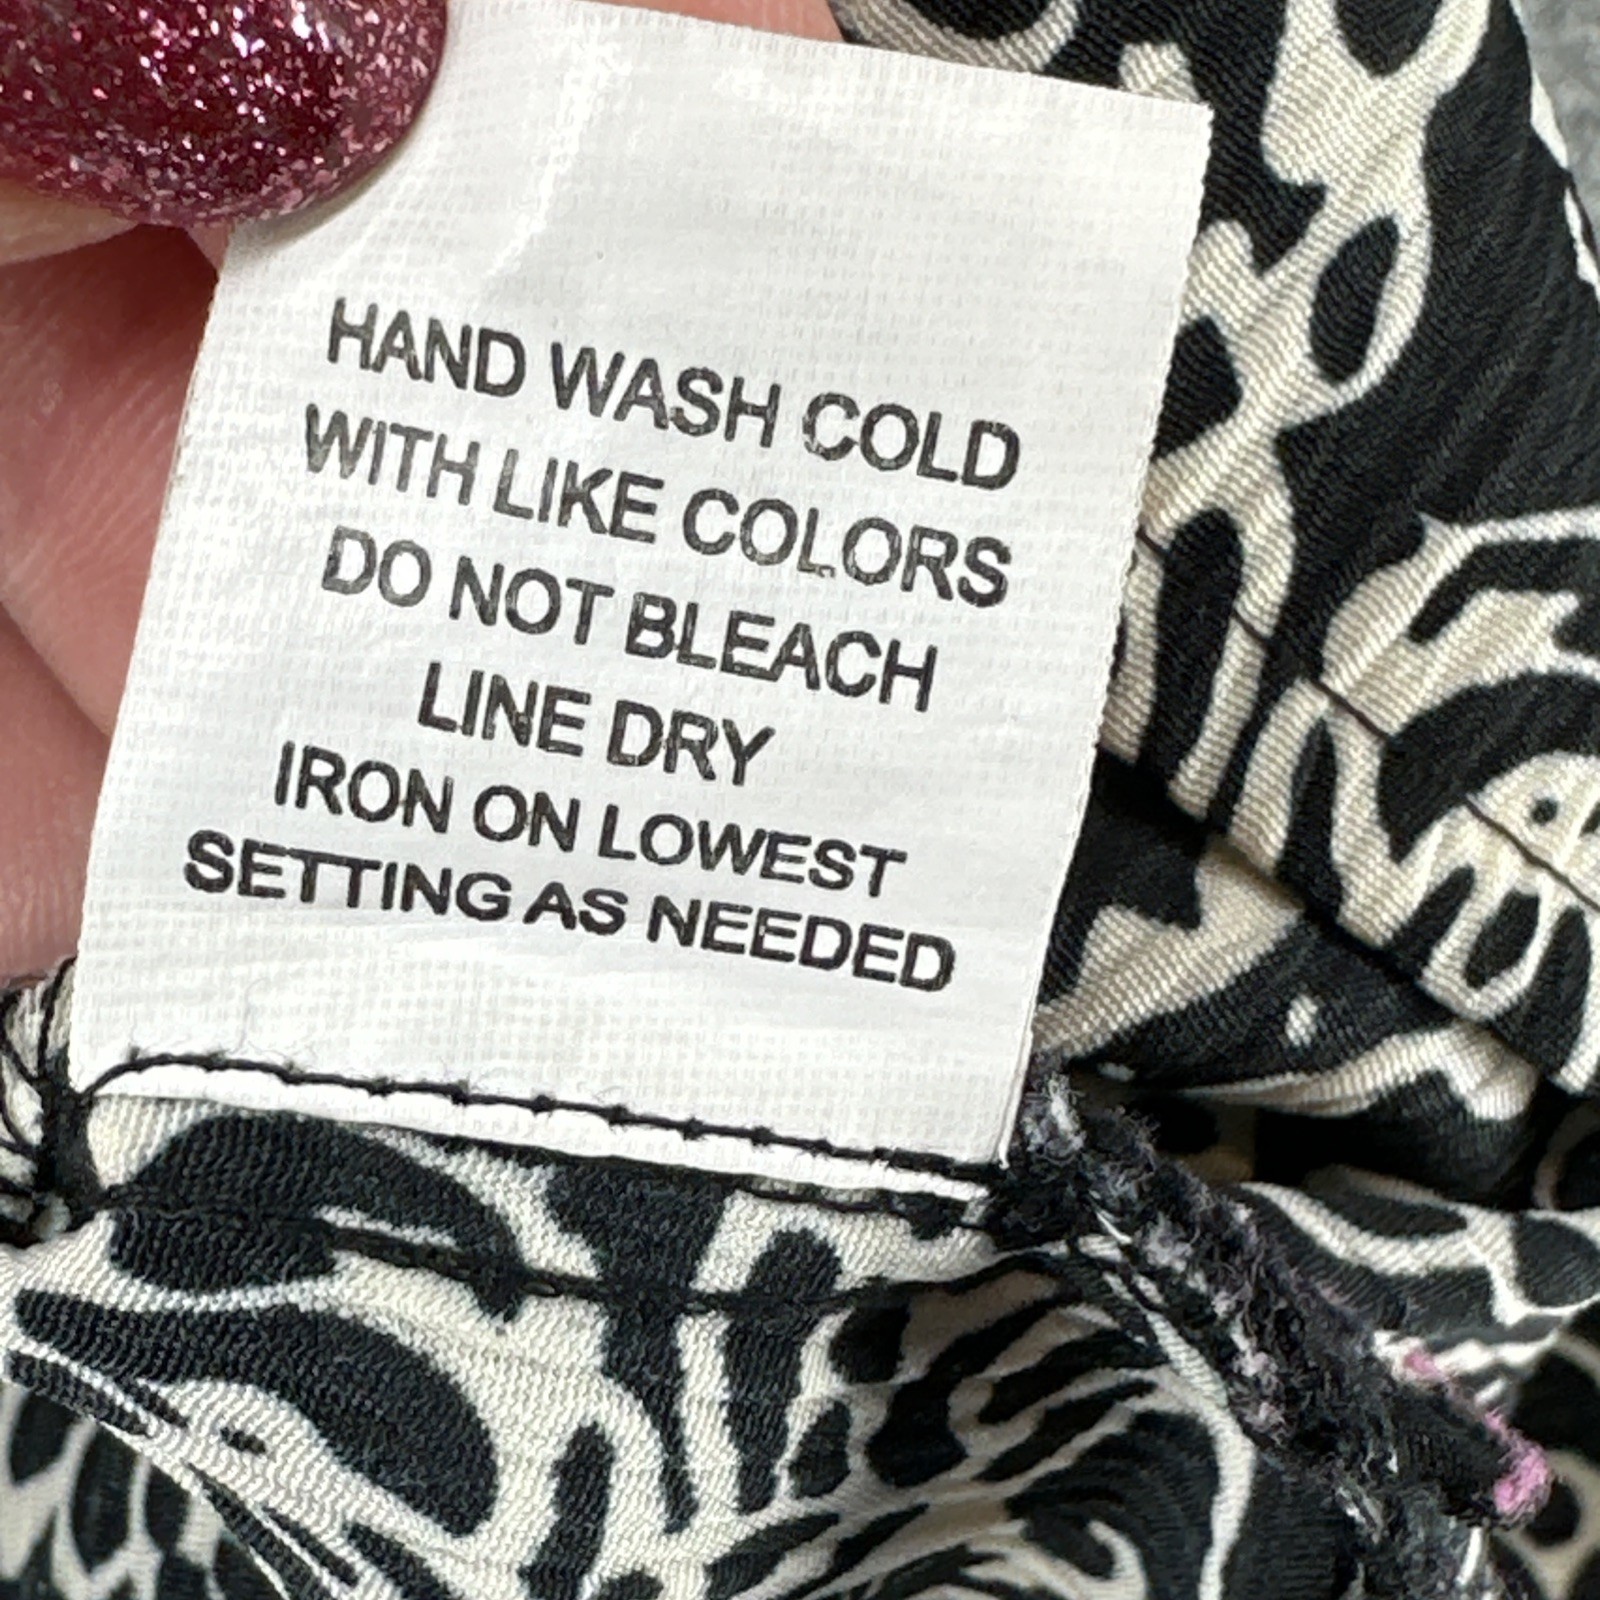 HAND WASH COLD
WITH LIKE COLORS
DO NOT BLEACH
LINE DRY
IRON ON LOWEST
SETTING AS NEEDED